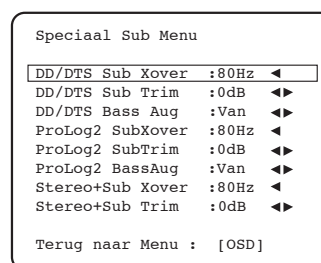 Speciaal Sub Menu
DD/DTS Sub Xover :80Hz ◄
DD/DTS Sub Trim :0dB ◄►
DD/DTS Bass Aug :Van ◄►
ProLog2 SubXover :80Hz ◄
ProLog2 SubTrim :0dB ◄►
ProLog2 BassAug :Van ◄►
Stereo+Sub Xover :80Hz ◄
Stereo+Sub Trim :0dB ◄►
Terug naar Menu : [OSD]